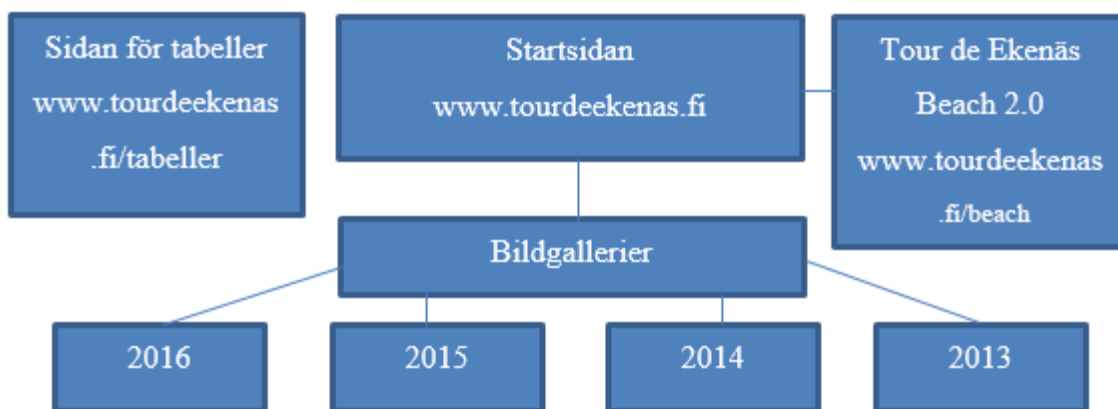 Sidan för tabeller
www.tourdeekenas
.fi/tabeller
Startsidan
www.tourdeekenas.fi
Tour de Ekenäs
Beach 2.0
www.tourdeekenas
.fi/beach
Bildgallerier
2016
2015
2014
2013